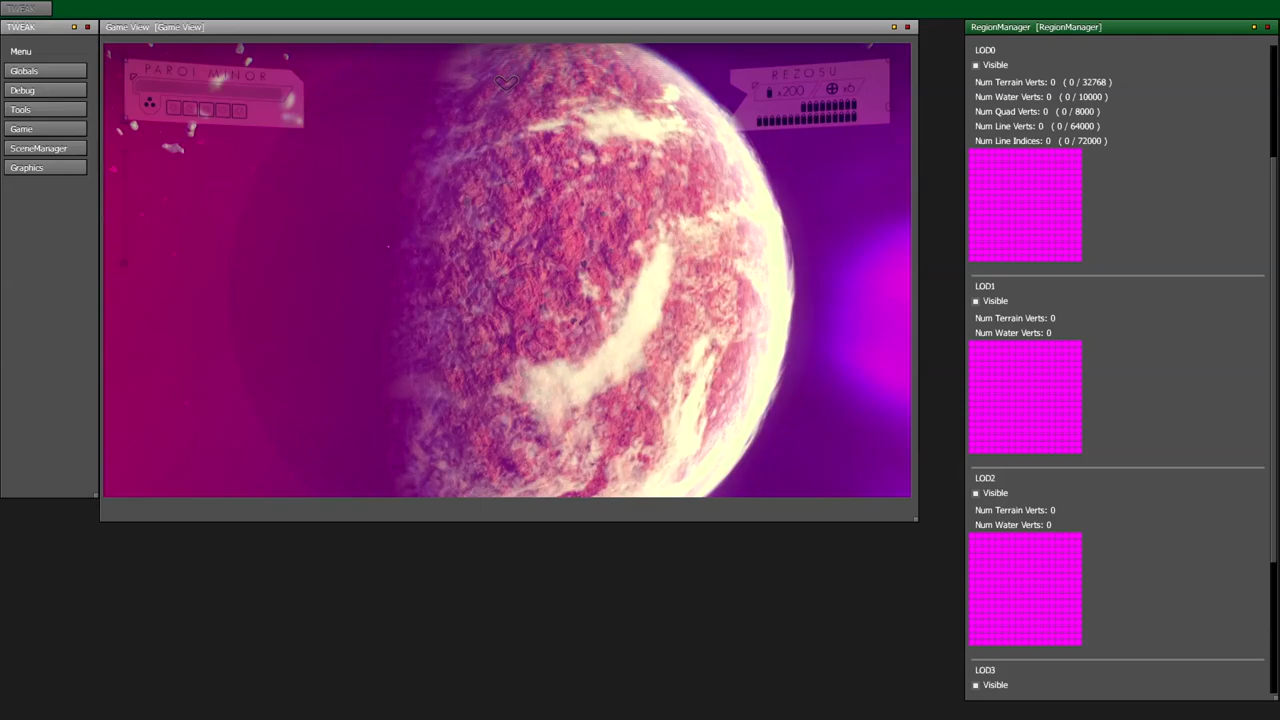 TWEAK
TWEAK
Menu
Globals
Debug
Tools
Game
SceneManager
Graphics
Game View [Game View]
PAROI MINOR
REZOSU
x200
x6
RegionManager [RegionManager]
LOD0
Visible
Num Terrain Verts: 0 ( 0 / 32768 )
Num Water Verts: 0 ( 0 / 10000 )
Num Quad Verts: 0 ( 0 / 8000 )
Num Line Verts: 0 ( 0 / 64000 )
Num Line Indices: 0 ( 0 / 72000 )
LOD1
Visible
Num Terrain Verts: 0
Num Water Verts: 0
LOD2
Visible
Num Terrain Verts: 0
Num Water Verts: 0
LOD3
Visible